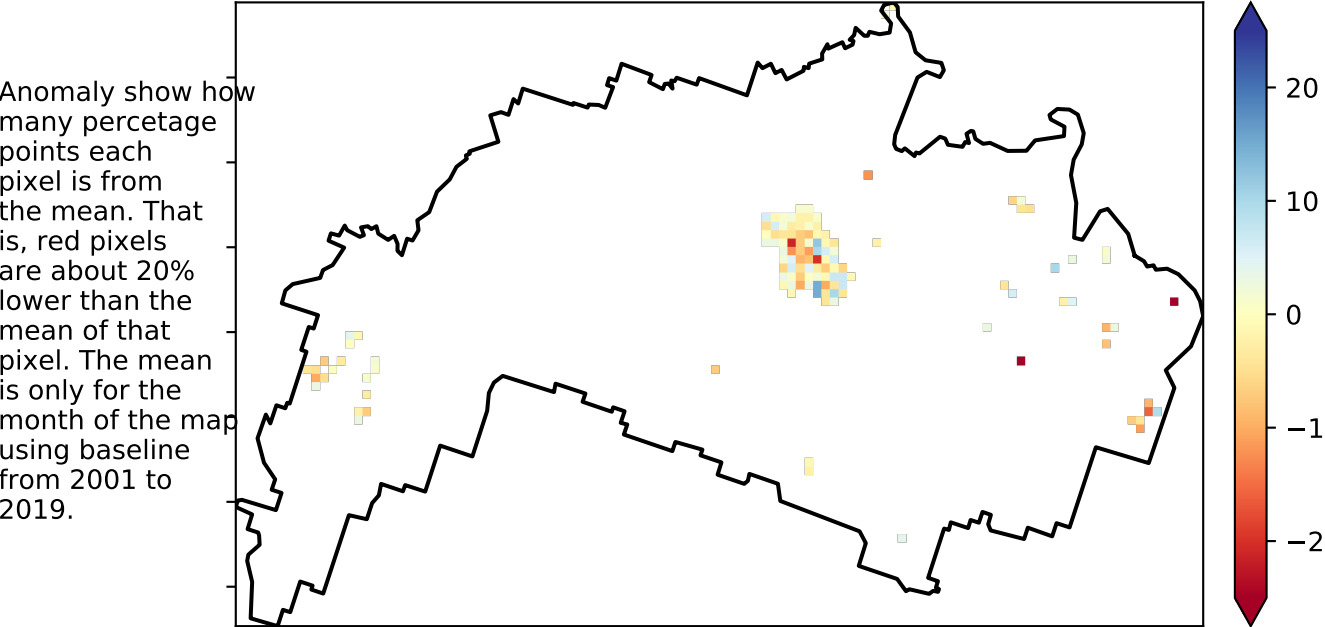 Anomaly show how
many percetage
points each
pixel is from
the mean. That
is, red pixels
are about 20%
lower than the
mean of that
pixel. The mean
is only for the
month of the map
using baseline
from 2001 to
2019.
20
10
0
−1
−2